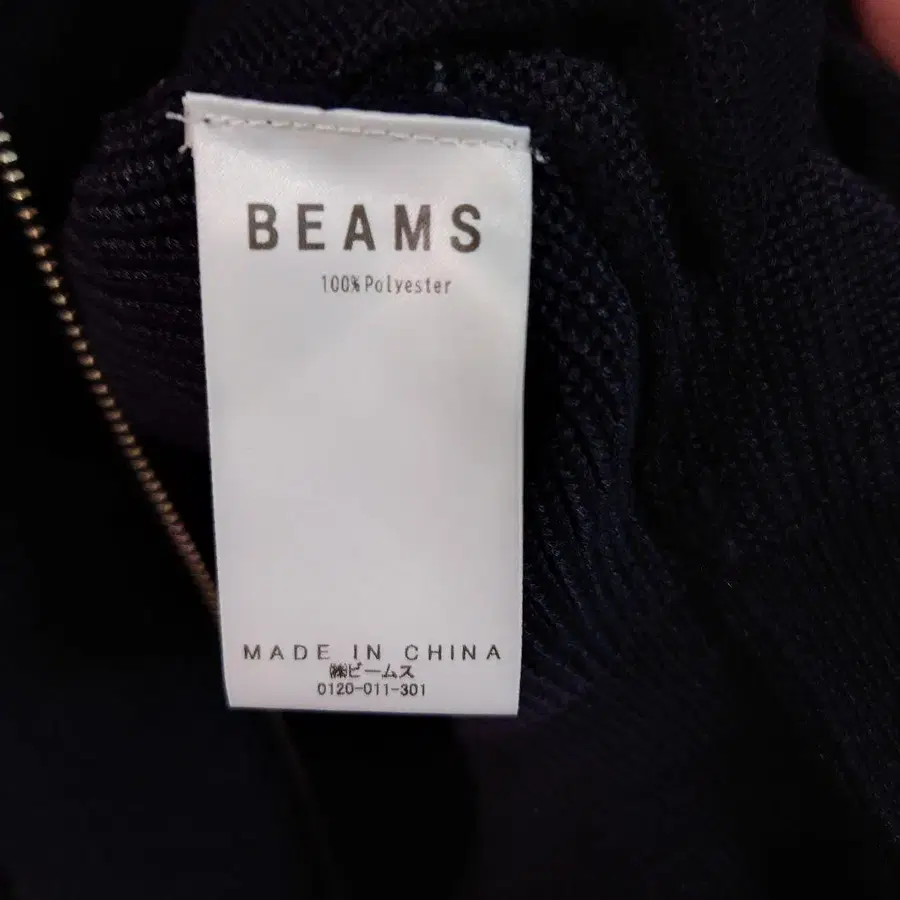 BEAMS
100% Polyester
MADE IN CHINA
㈱ビームス
0120-011-301